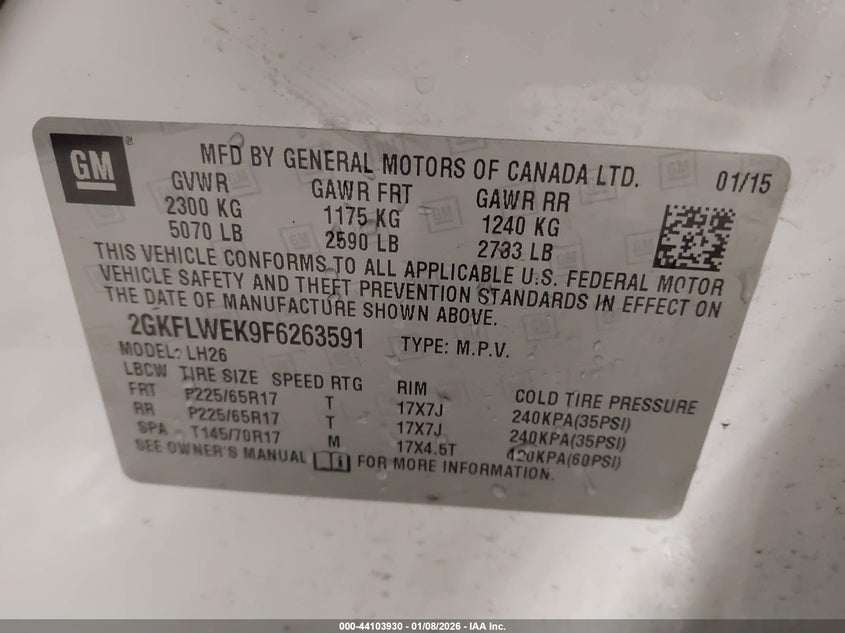 GM
MFD BY GENERAL MOTORS OF CANADA LTD. 01/15
GVWR GAWR FRT GAWR RR
2300 KG 1175 KG 1240 KG
5070 LB 2590 LB 2733 LB
THIS VEHICLE CONFORMS TO ALL APPLICABLE U.S. FEDERAL MOTOR
VEHICLE SAFETY AND THEFT PREVENTION STANDARDS IN EFFECT ON
THE DATE OF MANUFACTURE SHOWN ABOVE.
2GKFLWEK9F6263591 TYPE: M.P.V.
MODEL: LH26
LBCW TIRE SIZE SPEED RTG RIM COLD TIRE PRESSURE
FRT P225/65R17 T 17X7J 240KPA(35PSI)
RR P225/65R17 T 17X7J 240KPA(35PSI)
SPA T145/70R17 M 17X4.5T 420KPA(60PSI)
SEE OWNER'S MANUAL FOR MORE INFORMATION.
000-44103930 - 01/08/2026 - IAA Inc.